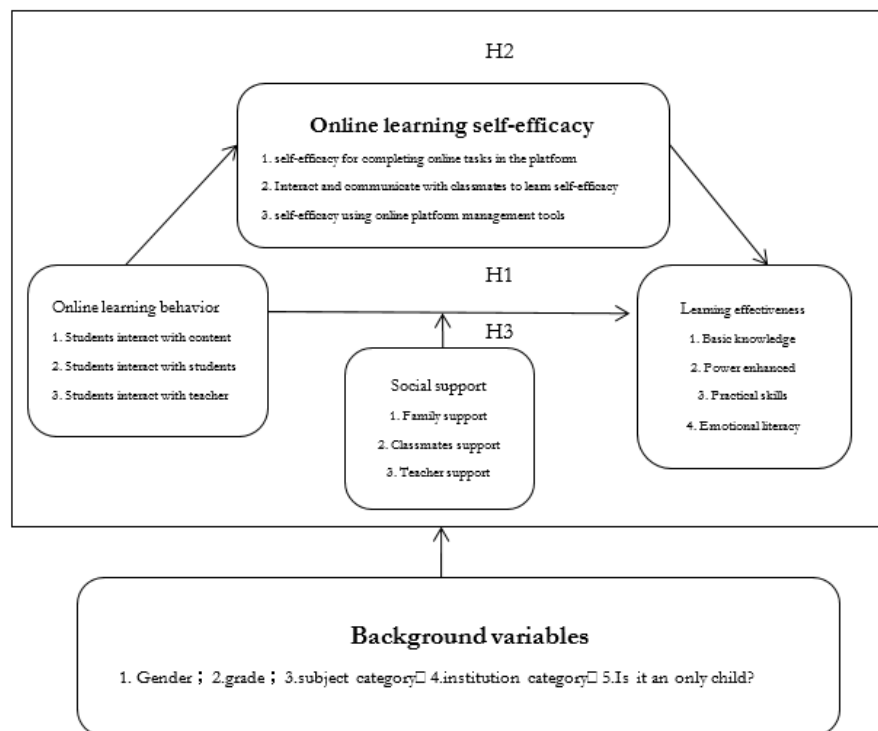 H2
Online learning self-efficacy
1. self-efficacy for completing online tasks in the platform
2. Interact and communicate with classmates to learn self-efficacy
3. self-efficacy using online platform management tools
H1
Online learning behavior
1. Students interact with content
2. Students interact with students
3. Students interact with teacher
H3
Social support
1. Family support
2. Classmates support
3. Teacher support
Learning effectiveness
1. Basic knowledge
2. Power enhanced
3. Practical skills
4. Emotional literacy
Background variables
1. Gender；2.grade；3.subject category□ 4.institution category□ 5.Is it an only child?